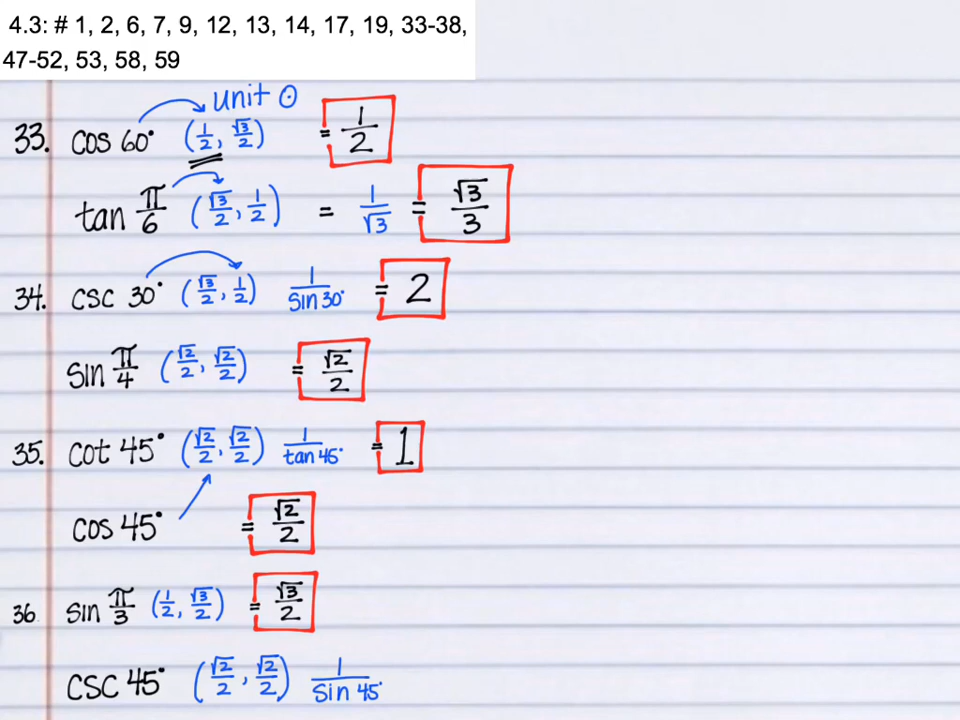 4.3: # 1, 2, 6, 7, 9, 12, 13, 14, 17, 19, 33-38,
47-52, 53, 58, 59
unit ⊙
33. cos 60° (1/2, √3/2) = 1/2
tan π/6 (√3/2, 1/2) = 1/√3 = √3/3
34. csc 30° (√3/2, 1/2) 1/sin 30° = 2
sin π/4 (√2/2, √2/2) = √2/2
35. cot 45° (√2/2, √2/2) 1/tan 45° = 1
cos 45° = √2/2
36. sin π/3 (1/2, √3/2) = √3/2
csc 45° (√2/2, √2/2) 1/sin 45°